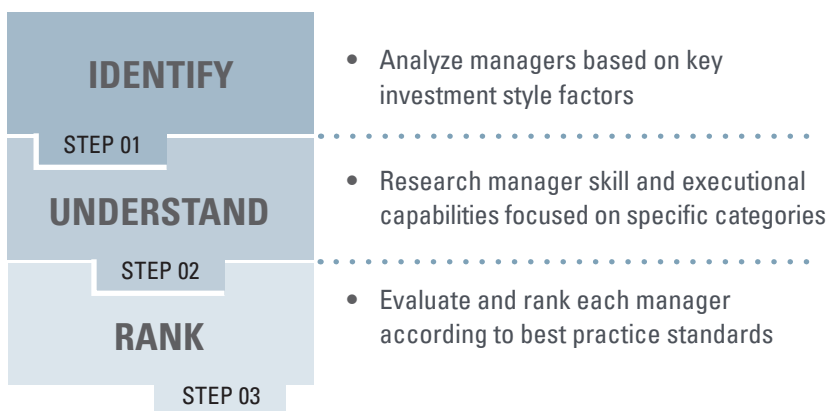 IDENTIFY
• Analyze managers based on key
investment style factors
STEP 01
UNDERSTAND
• Research manager skill and executional
capabilities focused on specific categories
STEP 02
RANK
• Evaluate and rank each manager
according to best practice standards
STEP 03